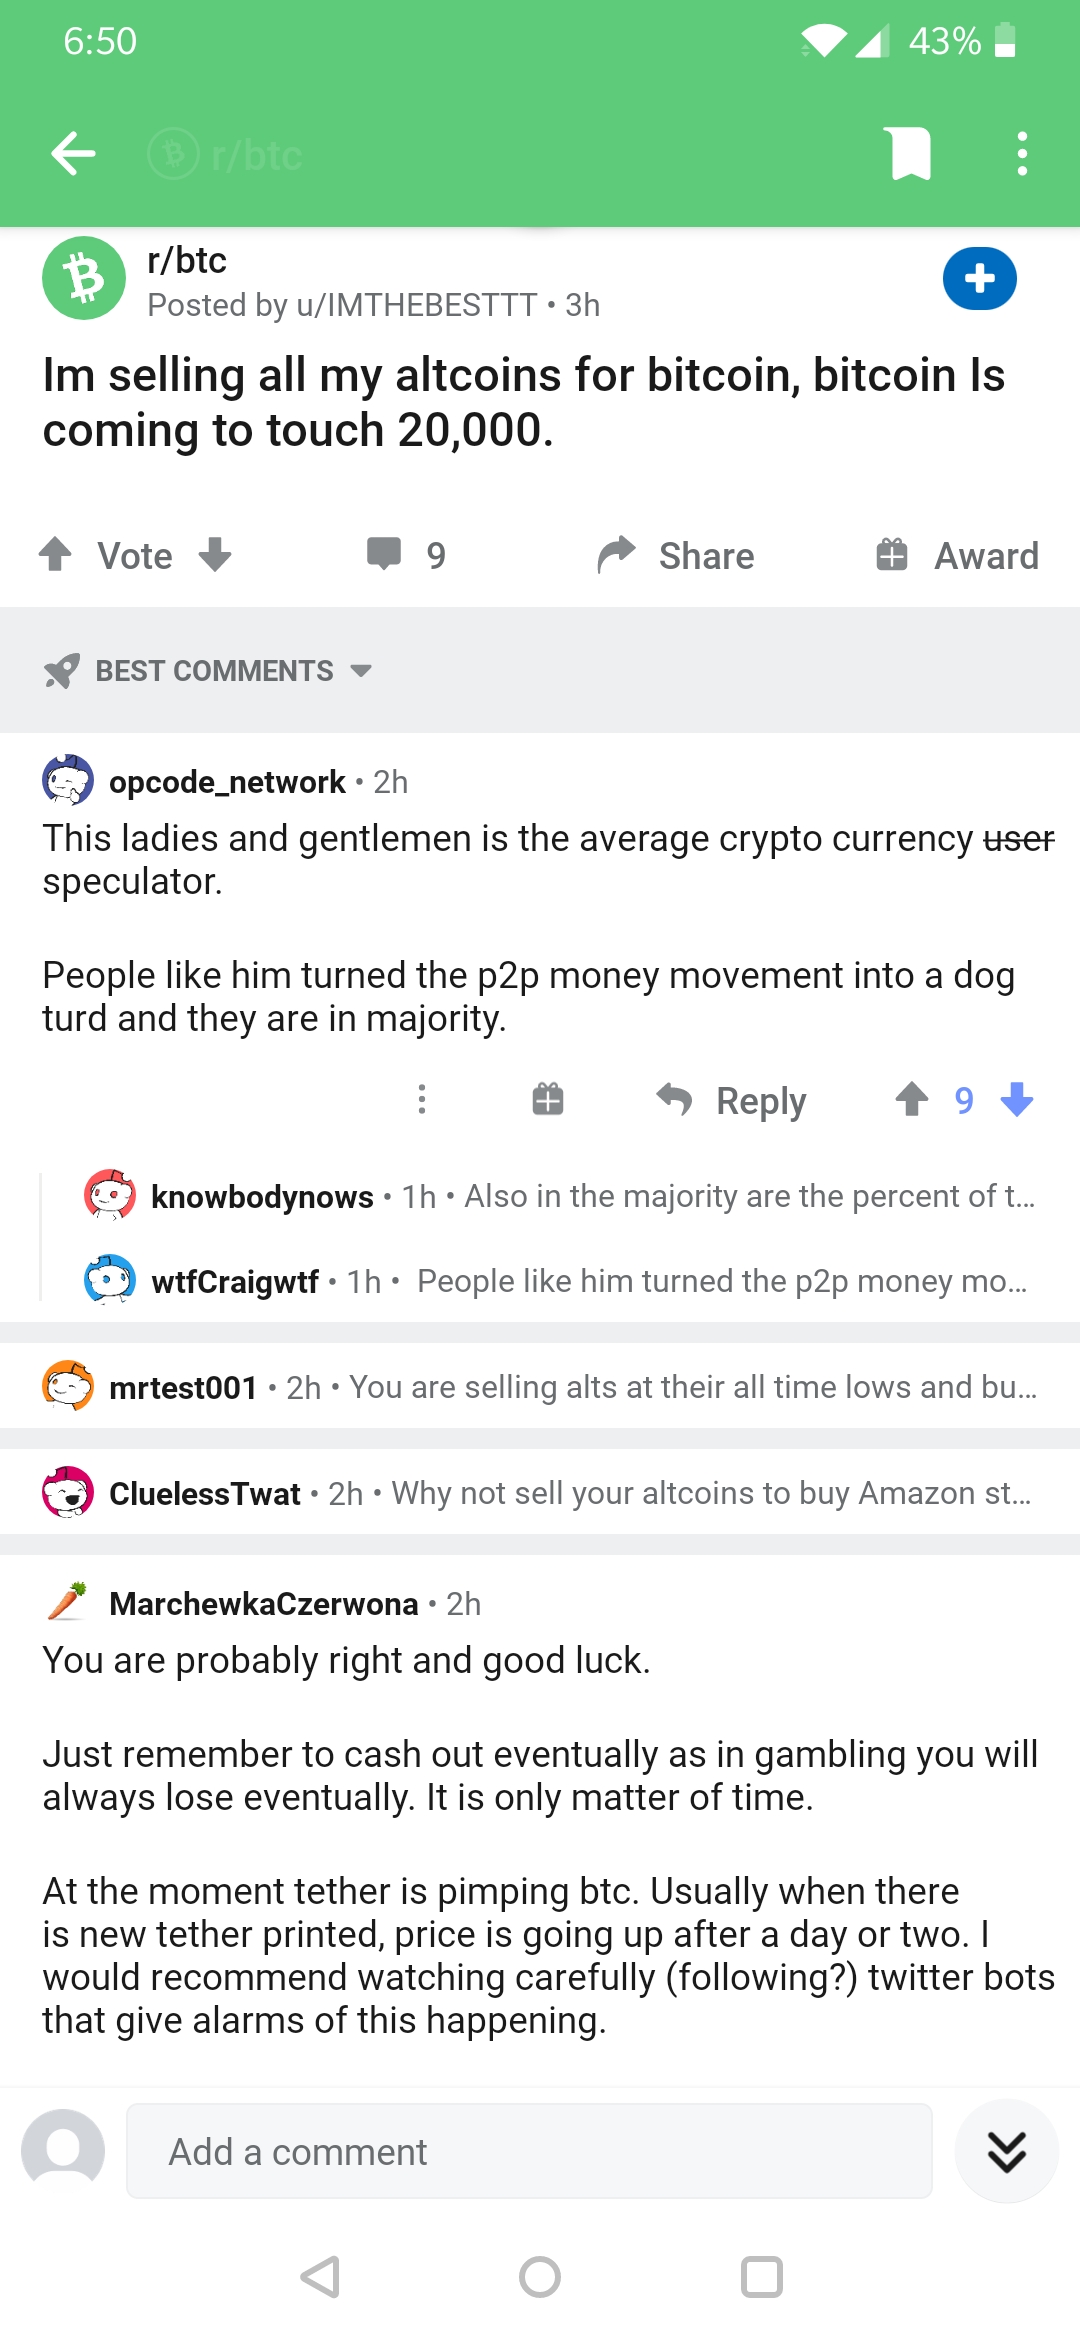 6:50
43%
r/btc
r/btc
Posted by u/IMTHEBESTTT • 3h
Im selling all my altcoins for bitcoin, bitcoin Is
coming to touch 20,000.
Vote
9
Share
Award
BEST COMMENTS
opcode_network • 2h
This ladies and gentlemen is the average crypto currency user
speculator.
People like him turned the p2p money movement into a dog
turd and they are in majority.
Reply
9
knowbodynows • 1h • Also in the majority are the percent of t...
wtfCraigwtf • 1h • People like him turned the p2p money mo...
mrtest001 • 2h • You are selling alts at their all time lows and bu...
CluelessTwat • 2h • Why not sell your altcoins to buy Amazon st...
MarchewkaCzerwona • 2h
You are probably right and good luck.
Just remember to cash out eventually as in gambling you will
always lose eventually. It is only matter of time.
At the moment tether is pimping btc. Usually when there
is new tether printed, price is going up after a day or two. I
would recommend watching carefully (following?) twitter bots
that give alarms of this happening.
Add a comment